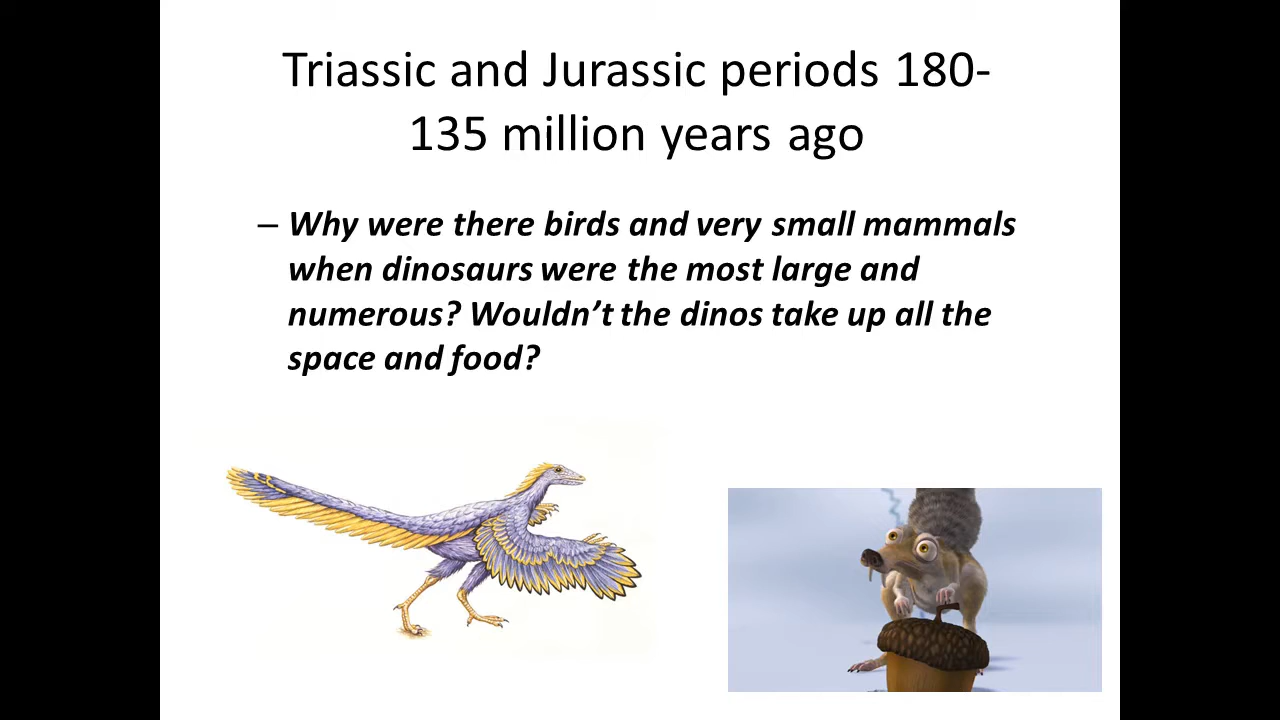 Triassic and Jurassic periods 180-
135 million years ago
– Why were there birds and very small mammals
when dinosaurs were the most large and
numerous? Wouldn’t the dinos take up all the
space and food?